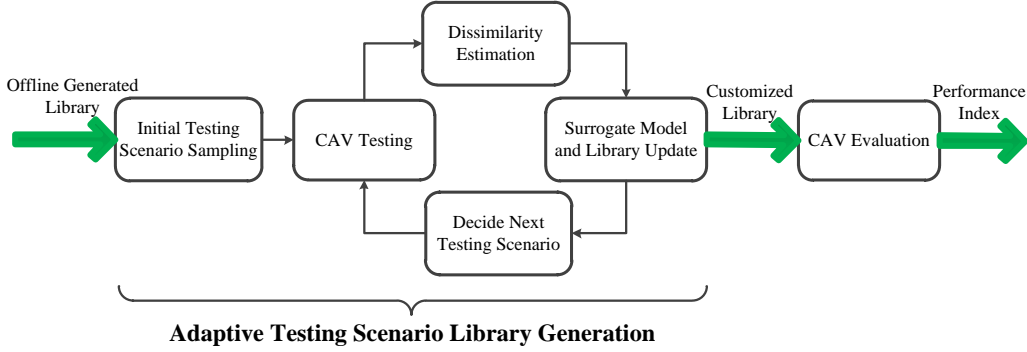 Offline Generated
Library
Initial Testing
Scenario Sampling
CAV Testing
Dissimilarity
Estimation
Surrogate Model
and Library Update
Decide Next
Testing Scenario
Customized
Library
CAV Evaluation
Performance
Index
Adaptive Testing Scenario Library Generation